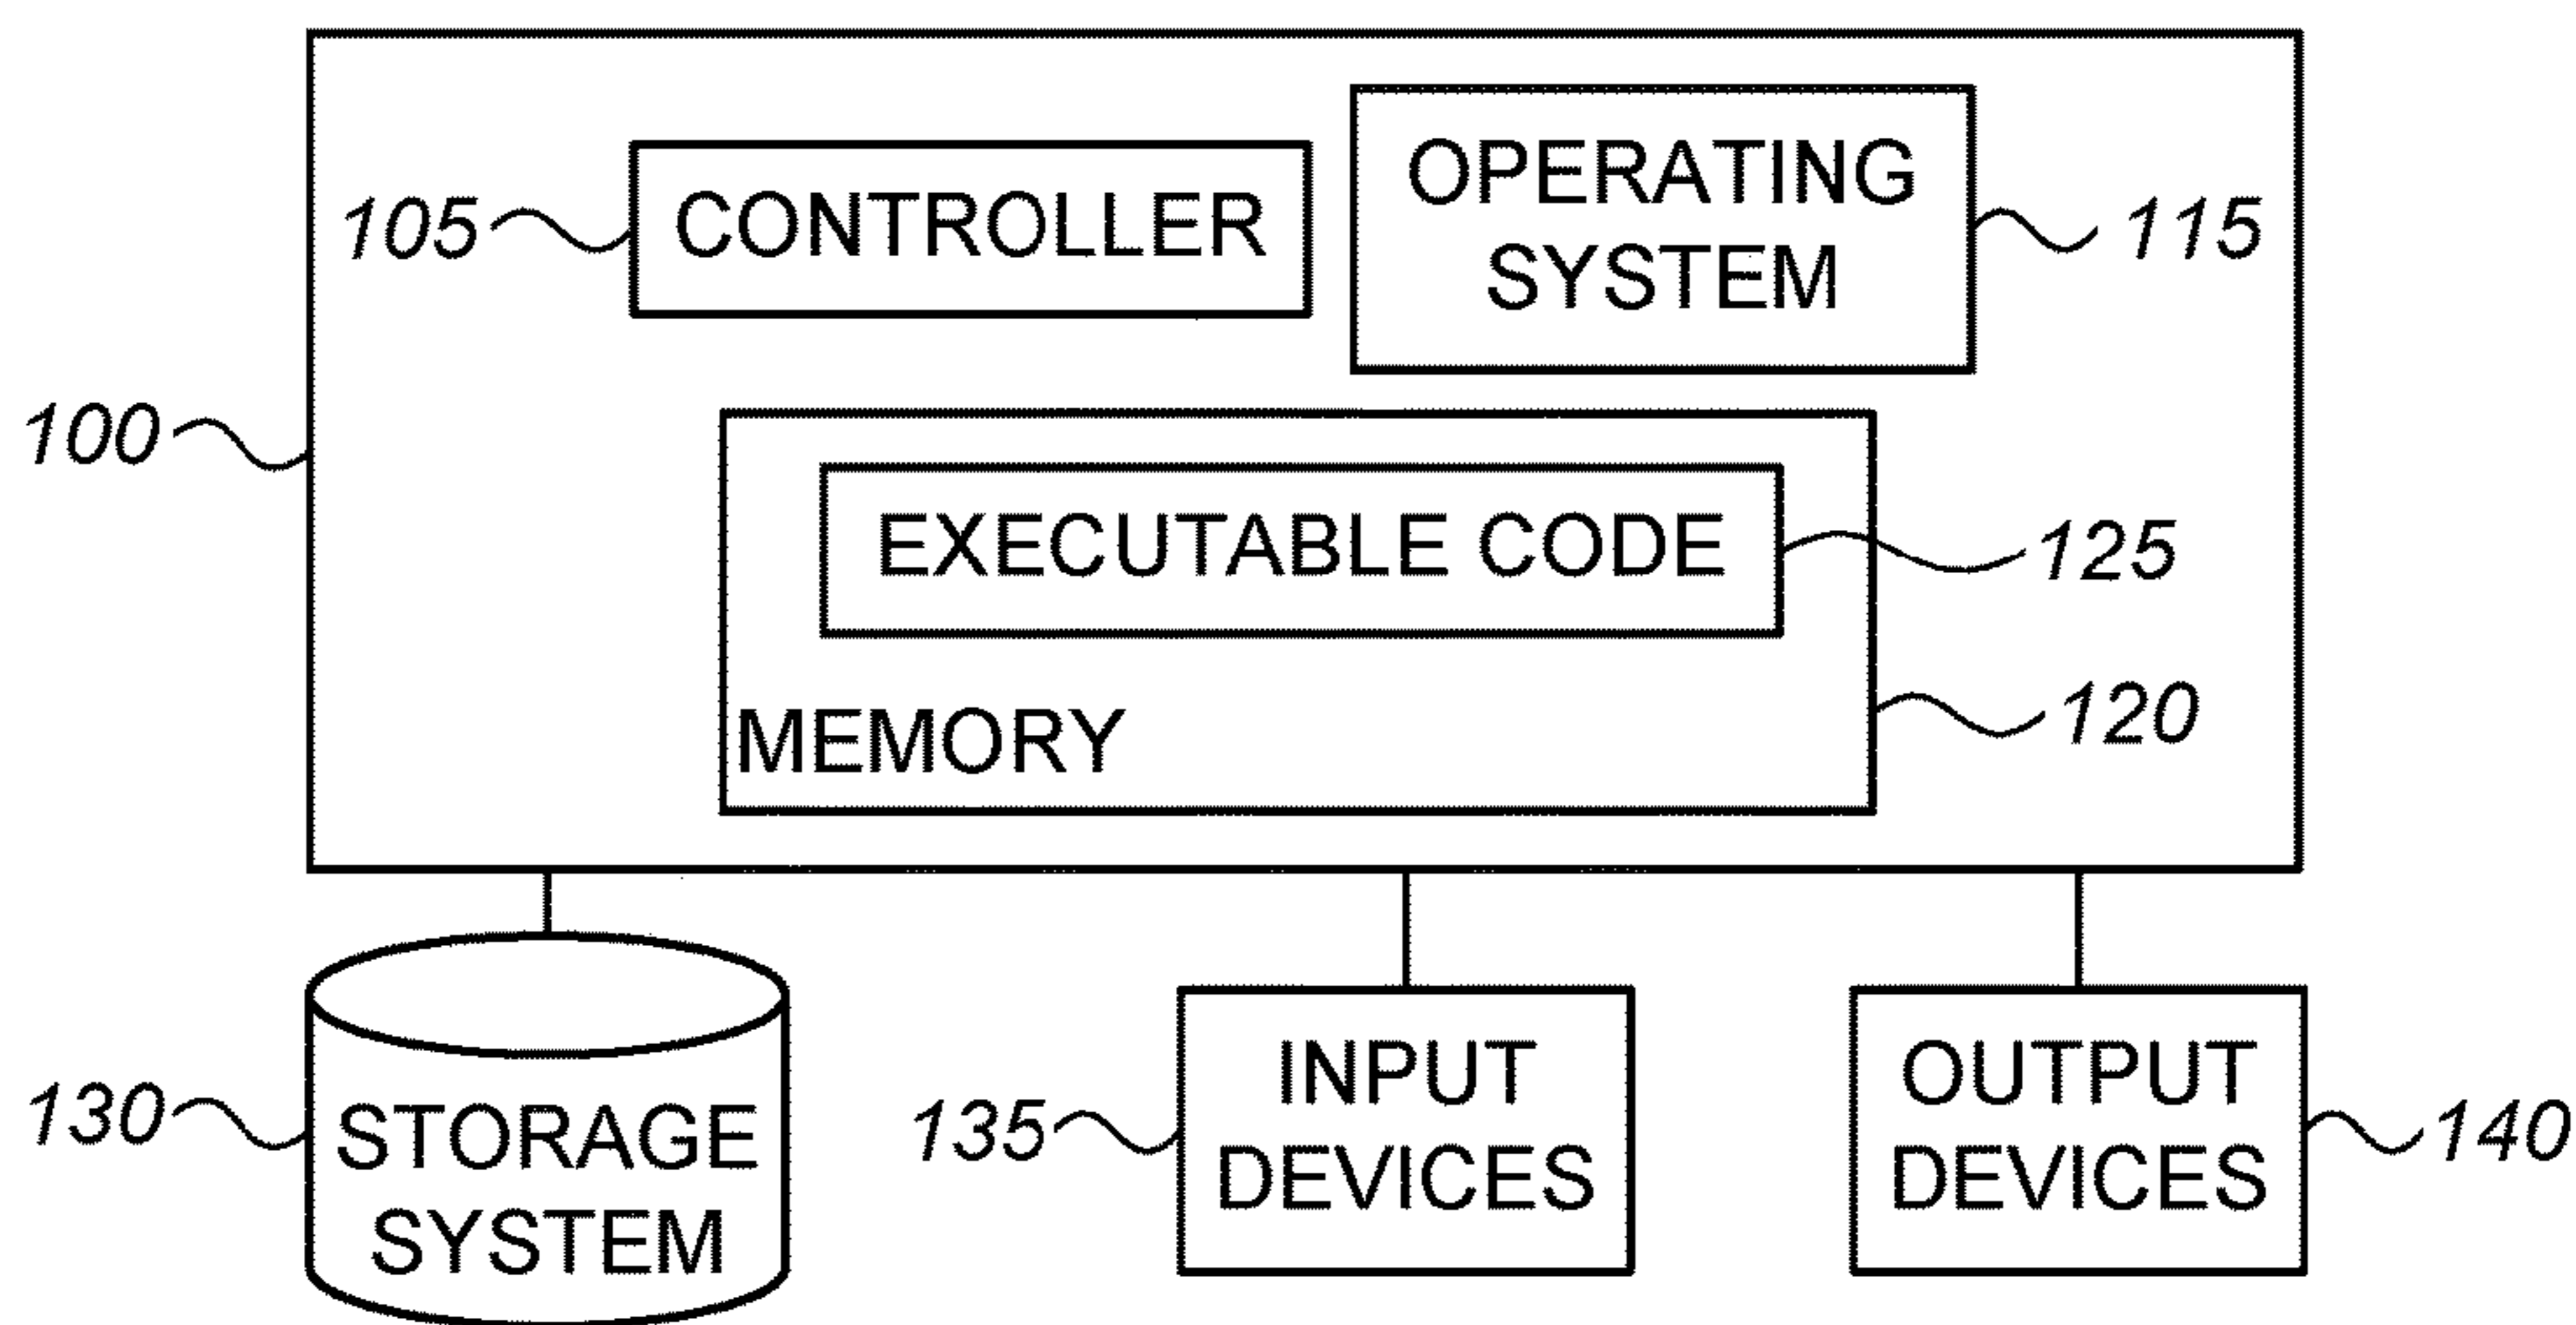 105
CONTROLLER
OPERATING
SYSTEM
115
100
EXECUTABLE CODE
125
MEMORY
120
130
STORAGE
SYSTEM
135
INPUT
DEVICES
OUTPUT
DEVICES
140